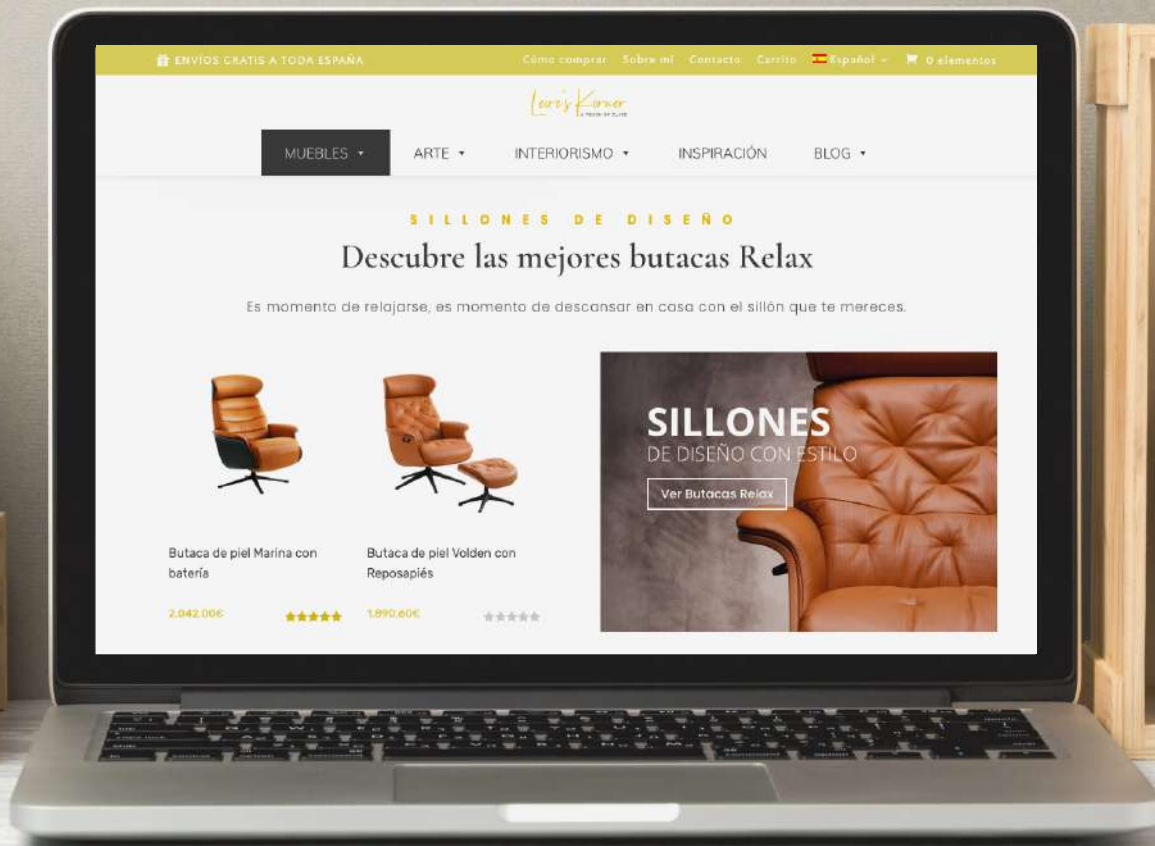 ENVÍOS GRATIS A TODA ESPAÑA
Cómo comprar Sobre mí Contacto Carrito Español 0 elementos
Leire's Korner
MUEBLES ARTE INTERIORISMO INSPIRACIÓN BLOG
SILLONES DE DISEÑO
Descubre las mejores butacas Relax
Es momento de relajarse, es momento de descansar en casa con el sillón que te mereces.
SILLONES
DE DISEÑO CON ESTILO
Ver Butacas Relax
Butaca de piel Marina con
batería
2.042,00€
Butaca de piel Volden con
Reposapiés
1.890,60€